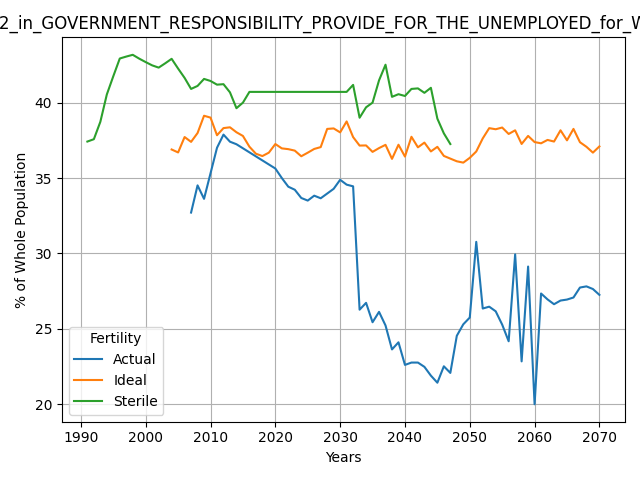 2_in_GOVERNMENT_RESPONSIBILITY_PROVIDE_FOR_THE_UNEMPLOYED_for_W
% of Whole Population
40
35
30
25
20
Fertility
Actual
Ideal
Sterile
1990 2000 2010 2020 2030 2040 2050 2060 2070
Years